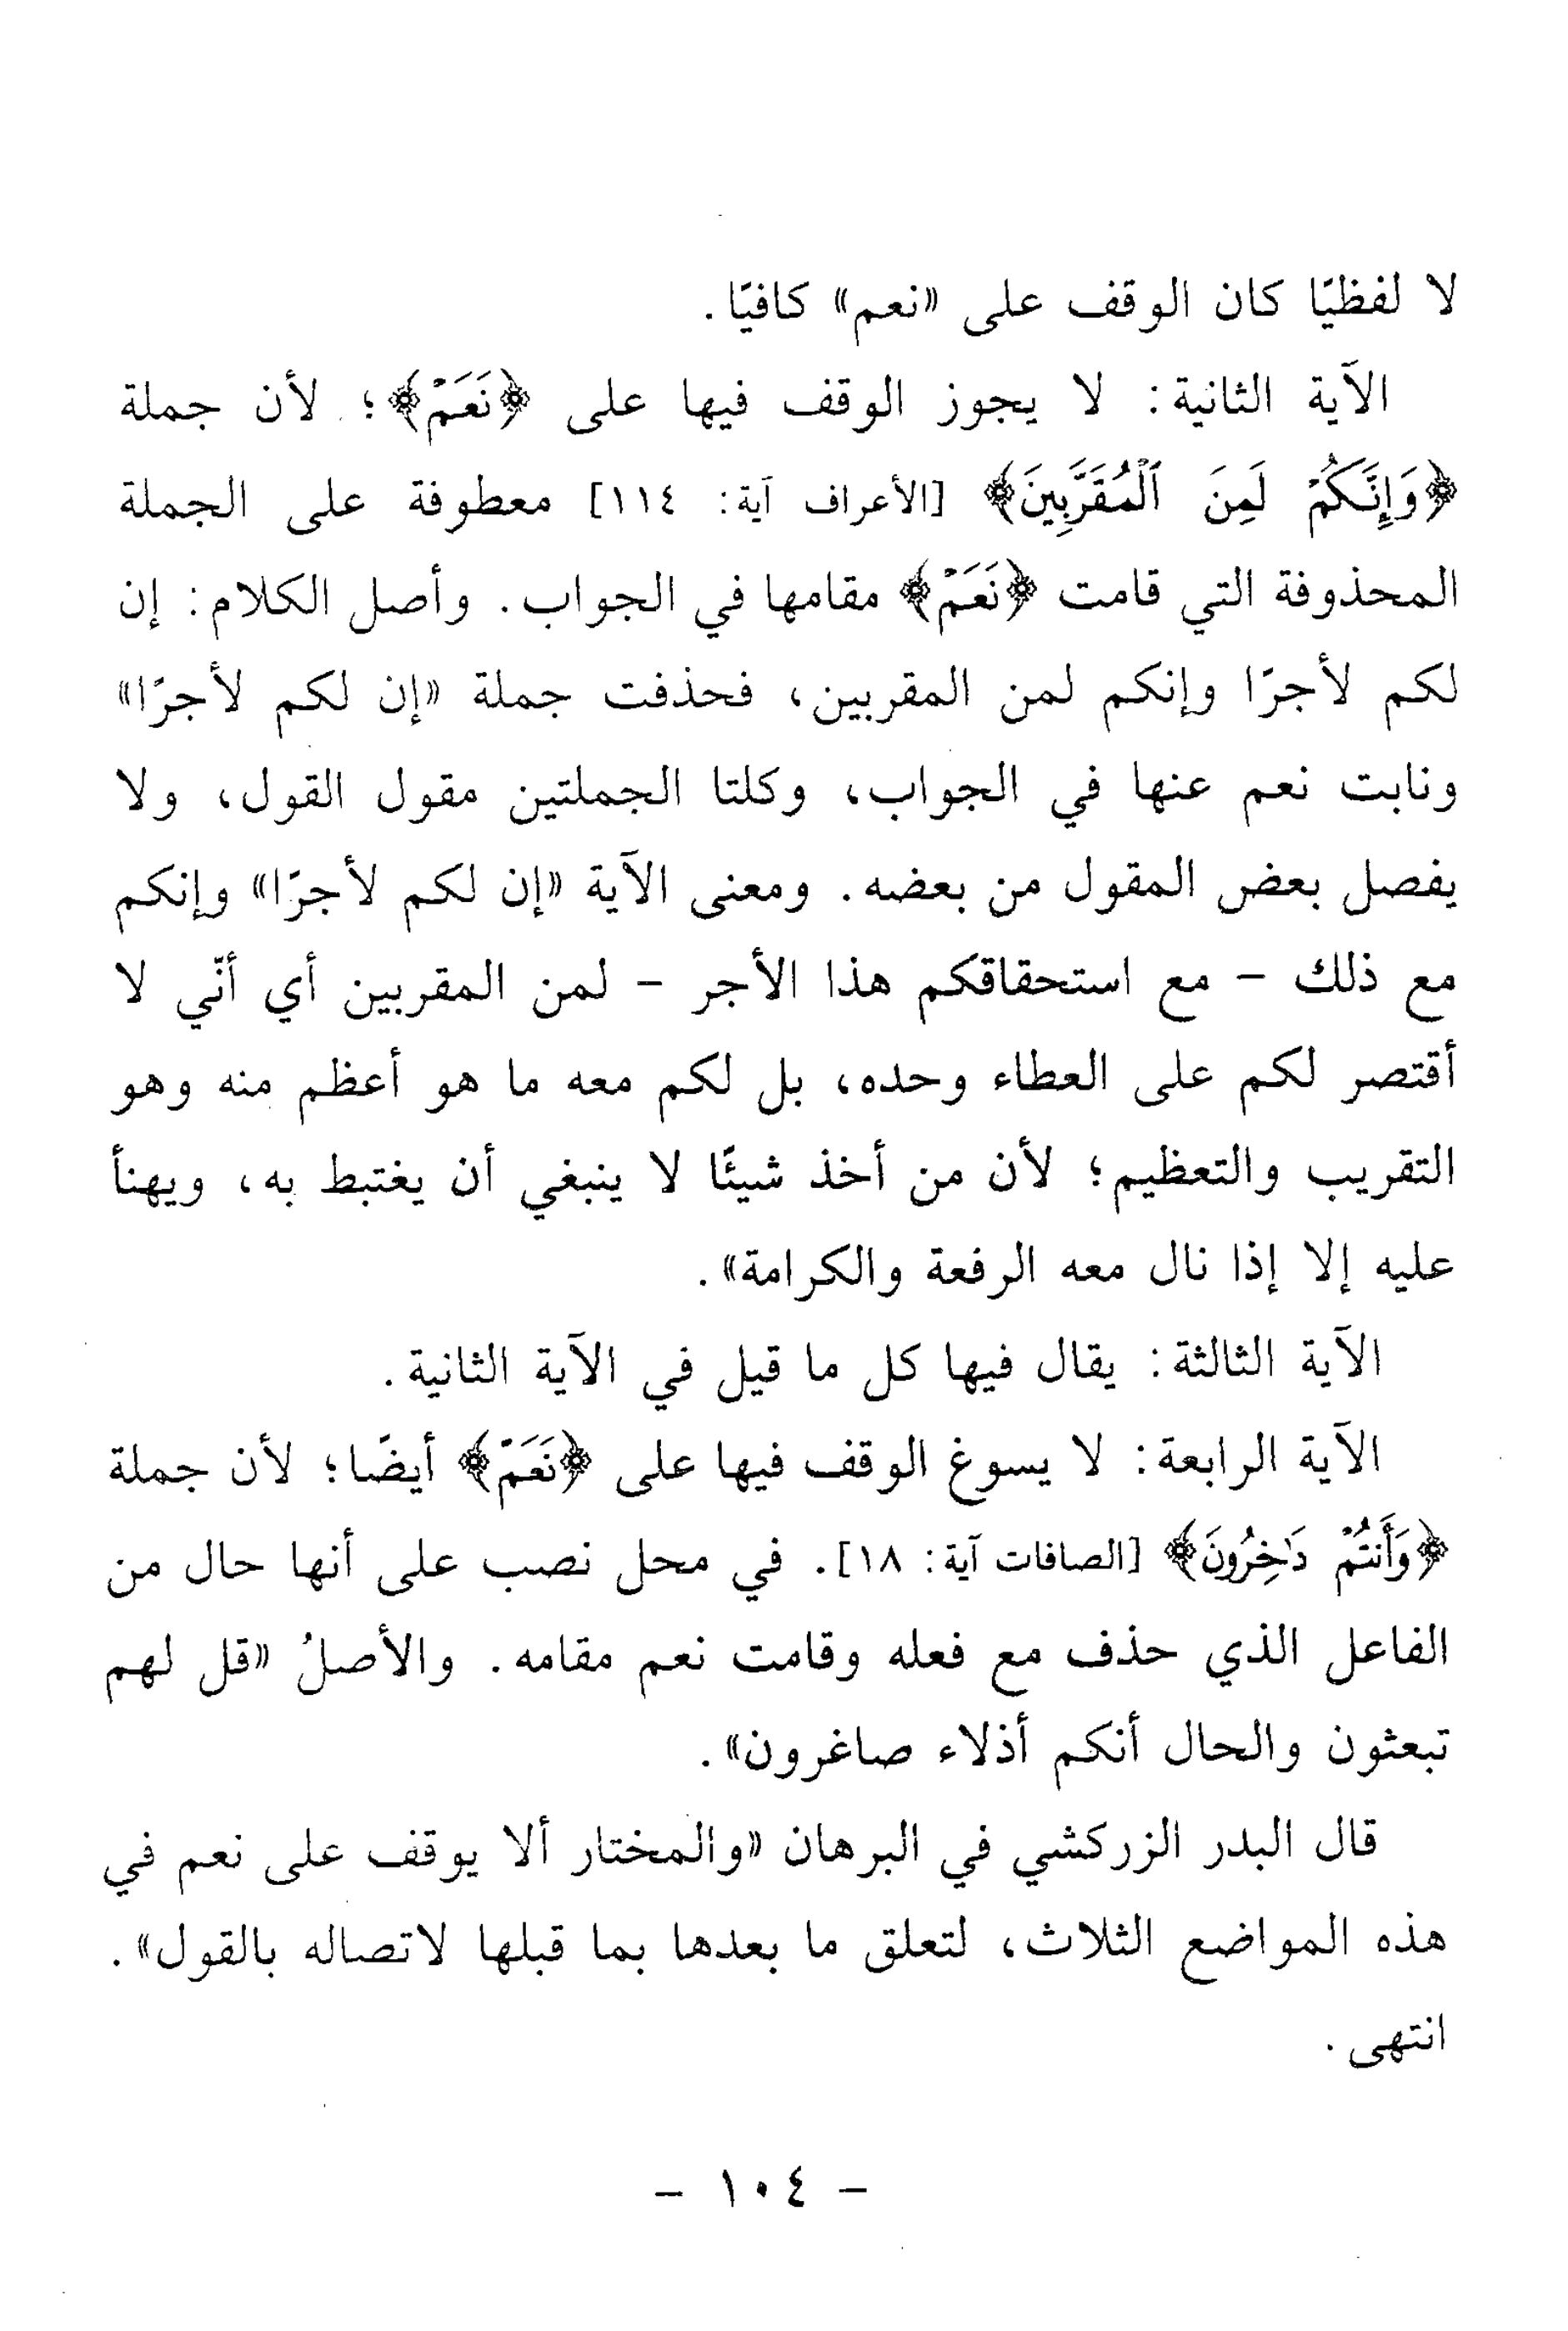 لا لفظيًا كان الوقف على «نعم» كافيًا.
الآية الثانية: لا يجوز الوقف فيها على ﴿نَعَمْ﴾؛ لأن جملة
﴿وَإِنَّكُمْ لَمِنَ ٱلْمُقَرَّبِينَ﴾ [الأعراف آية: ١١٤] معطوفة على الجملة
المحذوفة التي قامت ﴿نَعَمْ﴾ مقامها في الجواب. وأصل الكلام: إن
لكم لأجرًا وإنكم لمن المقربين، فحذفت جملة «إن لكم لأجرًا»
ونابت نعم عنها في الجواب، وكلتا الجملتين مقول القول، ولا
يفصل بعض المقول من بعضه. ومعنى الآية «إن لكم لأجرًا» وإنكم
مع ذلك - مع استحقاقكم هذا الأجر - لمن المقربين أي أنّي لا
أقتصر لكم على العطاء وحده، بل لكم معه ما هو أعظم منه وهو
التقريب والتعظيم؛ لأن من أخذ شيئًا لا ينبغي أن يغتبط به، ويهنأ
عليه إلا إذا نال معه الرفعة والكرامة».
الآية الثالثة: يقال فيها كل ما قيل في الآية الثانية.
الآية الرابعة: لا يسوغ الوقف فيها على ﴿نَعَمْ﴾ أيضًا؛ لأن جملة
﴿وَأَنتُمْ دَٰخِرُونَ﴾ [الصافات آية: ١٨]. في محل نصب على أنها حال من
الفاعل الذي حذف مع فعله وقامت نعم مقامه. والأصلُ «قل لهم
تبعثون والحال أنكم أذلاء صاغرون».
قال البدر الزركشي في البرهان «والمختار ألا يوقف على نعم في
هذه المواضع الثلاث، لتعلق ما بعدها بما قبلها لاتصاله بالقول».
انتهى.
- ١٠٤ -